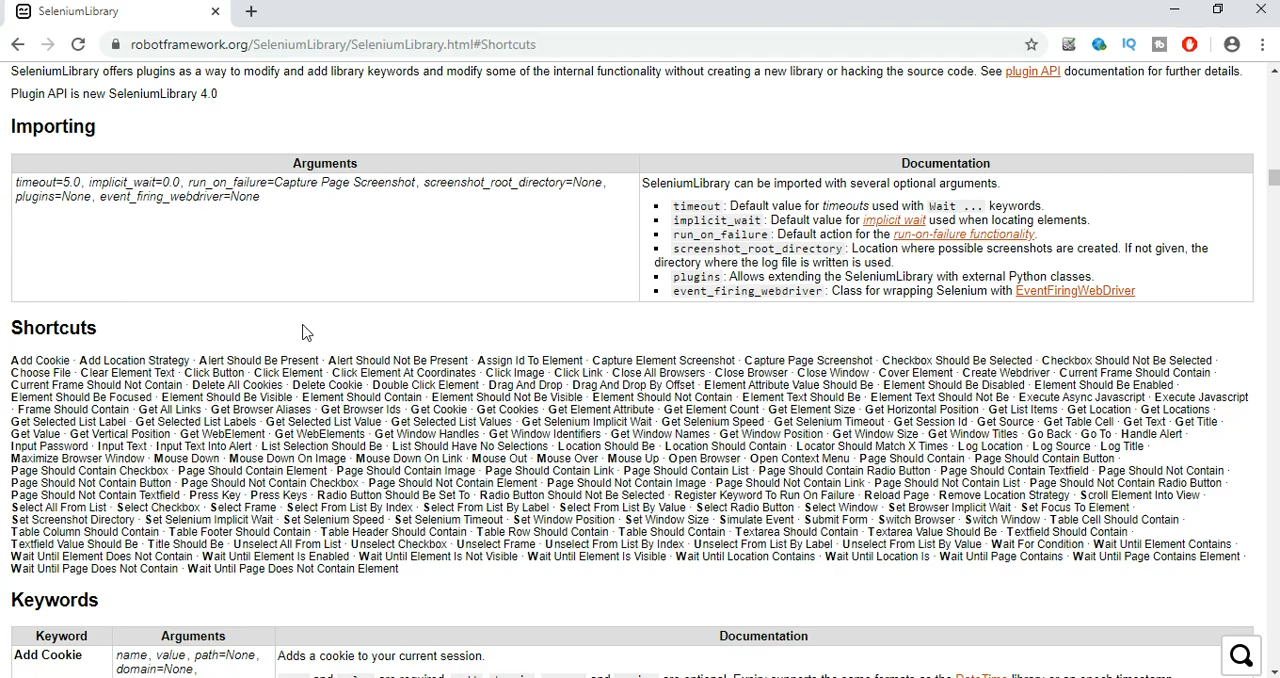 SeleniumLibrary
robotframework.org/SeleniumLibrary/SeleniumLibrary.html#Shortcuts
SeleniumLibrary offers plugins as a way to modify and add library keywords and modify some of the internal functionality without creating a new library or hacking the source code. See plugin API documentation for further details.
Plugin API is new SeleniumLibrary 4.0
Importing
Arguments Documentation
timeout=5.0, implicit_wait=0.0, run_on_failure=Capture Page Screenshot, screenshot_root_directory=None,
plugins=None, event_firing_webdriver=None
SeleniumLibrary can be imported with several optional arguments.
▪ timeout: Default value for timeouts used with Wait ... keywords.
▪ implicit_wait: Default value for implicit wait used when locating elements.
▪ run_on_failure: Default action for the run-on-failure functionality.
▪ screenshot_root_directory: Location where possible screenshots are created. If not given, the
directory where the log file is written is used.
▪ plugins: Allows extending the SeleniumLibrary with external Python classes.
▪ event_firing_webdriver: Class for wrapping Selenium with EventFiringWebDriver
Shortcuts
Add Cookie · Add Location Strategy · Alert Should Be Present · Alert Should Not Be Present · Assign Id To Element · Capture Element Screenshot · Capture Page Screenshot · Checkbox Should Be Selected · Checkbox Should Not Be Selected ·
Choose File · Clear Element Text · Click Button · Click Element · Click Element At Coordinates · Click Image · Click Link · Close All Browsers · Close Browser · Close Window · Cover Element · Create Webdriver · Current Frame Should Contain ·
Current Frame Should Not Contain · Delete All Cookies · Delete Cookie · Double Click Element · Drag And Drop · Drag And Drop By Offset · Element Attribute Value Should Be · Element Should Be Disabled · Element Should Be Enabled ·
Element Should Be Focused · Element Should Be Visible · Element Should Contain · Element Should Not Be Visible · Element Should Not Contain · Element Text Should Be · Element Text Should Not Be · Execute Async Javascript · Execute Javascript
· Frame Should Contain · Get All Links · Get Browser Aliases · Get Browser Ids · Get Cookie · Get Cookies · Get Element Attribute · Get Element Count · Get Element Size · Get Horizontal Position · Get List Items · Get Location · Get Locations ·
Get Selected List Label · Get Selected List Labels · Get Selected List Value · Get Selected List Values · Get Selenium Implicit Wait · Get Selenium Speed · Get Selenium Timeout · Get Session Id · Get Source · Get Table Cell · Get Text · Get Title ·
Get Value · Get Vertical Position · Get WebElement · Get WebElements · Get Window Handles · Get Window Identifiers · Get Window Names · Get Window Position · Get Window Size · Get Window Titles · Go Back · Go To · Handle Alert ·
Input Password · Input Text · Input Text Into Alert · List Selection Should Be · List Should Have No Selections · Location Should Be · Location Should Contain · Locator Should Match X Times · Log Location · Log Source · Log Title ·
Maximize Browser Window · Mouse Down · Mouse Down On Image · Mouse Down On Link · Mouse Out · Mouse Over · Mouse Up · Open Browser · Open Context Menu · Page Should Contain · Page Should Contain Button ·
Page Should Contain Checkbox · Page Should Contain Element · Page Should Contain Image · Page Should Contain Link · Page Should Contain List · Page Should Contain Radio Button · Page Should Contain Textfield · Page Should Not Contain ·
Page Should Not Contain Button · Page Should Not Contain Checkbox · Page Should Not Contain Element · Page Should Not Contain Image · Page Should Not Contain Link · Page Should Not Contain List · Page Should Not Contain Radio Button ·
Page Should Not Contain Textfield · Press Key · Press Keys · Radio Button Should Be Set To · Radio Button Should Not Be Selected · Register Keyword To Run On Failure · Reload Page · Remove Location Strategy · Scroll Element Into View ·
Select All From List · Select Checkbox · Select Frame · Select From List By Index · Select From List By Label · Select From List By Value · Select Radio Button · Select Window · Set Browser Implicit Wait · Set Focus To Element ·
Set Screenshot Directory · Set Selenium Implicit Wait · Set Selenium Speed · Set Selenium Timeout · Set Window Position · Set Window Size · Simulate Event · Submit Form · Switch Browser · Switch Window · Table Cell Should Contain ·
Table Column Should Contain · Table Footer Should Contain · Table Header Should Contain · Table Row Should Contain · Table Should Contain · Textarea Should Contain · Textarea Value Should Be · Textfield Should Contain ·
Textfield Value Should Be · Title Should Be · Unselect All From List · Unselect Checkbox · Unselect Frame · Unselect From List By Index · Unselect From List By Label · Unselect From List By Value · Wait For Condition · Wait Until Element Contains ·
Wait Until Element Does Not Contain · Wait Until Element Is Enabled · Wait Until Element Is Not Visible · Wait Until Element Is Visible · Wait Until Location Contains · Wait Until Location Is · Wait Until Page Contains · Wait Until Page Contains Element ·
Wait Until Page Does Not Contain · Wait Until Page Does Not Contain Element
Keywords
Keyword Arguments Documentation
Add Cookie name, value, path=None, Adds a cookie to your current session.
domain=None,
and are required and are optional. Expiry supports the same formats as the DateTime library or an epoch timestamp